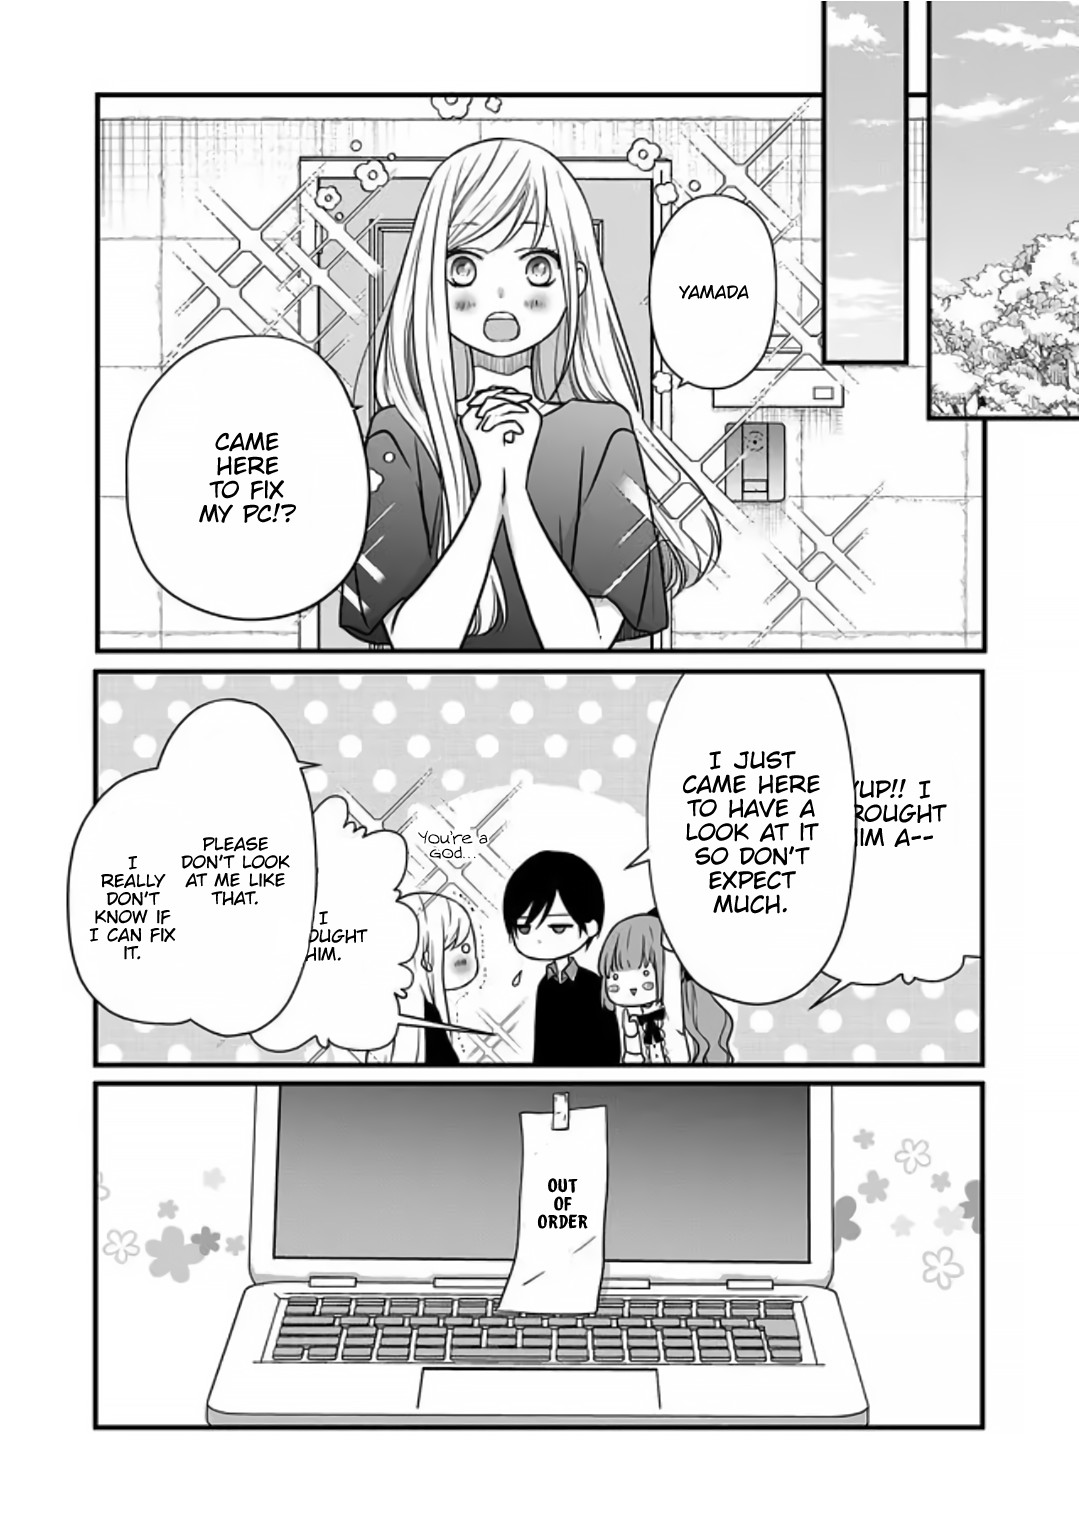 YAMADA
CAME
HERE
TO FIX
MY PC!?
YUP!! I
BROUGHT
HIM A--
I JUST
CAME HERE
TO HAVE A
LOOK AT IT
SO DON'T
EXPECT
MUCH.
You're a
God...
I
OUGHT
HIM.
PLEASE
DON'T LOOK
AT ME LIKE
THAT.
I
REALLY
DON'T
KNOW IF
I CAN FIX
IT.
OUT
OF
ORDER